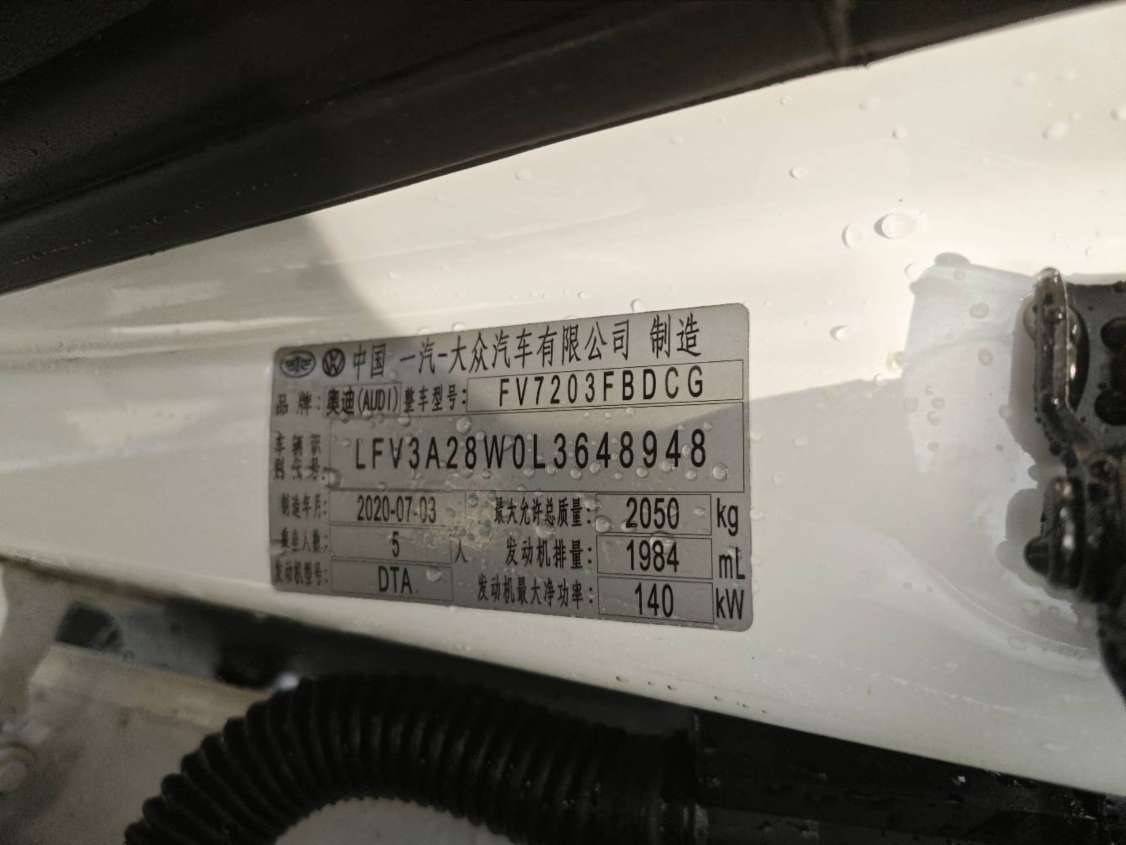 中国 一汽-大众汽车有限公司 制造
品牌: 奥迪(AUDI) 整车型号: FV7203FBDCG
车辆识别代号: LFV3A28W0L3648948
制造年月: 2020-07-03 最大允许总质量: 2050 kg
乘坐人数: 5 人 发动机排量: 1984 mL
发动机型号: DTA 发动机最大净功率: 140 kW